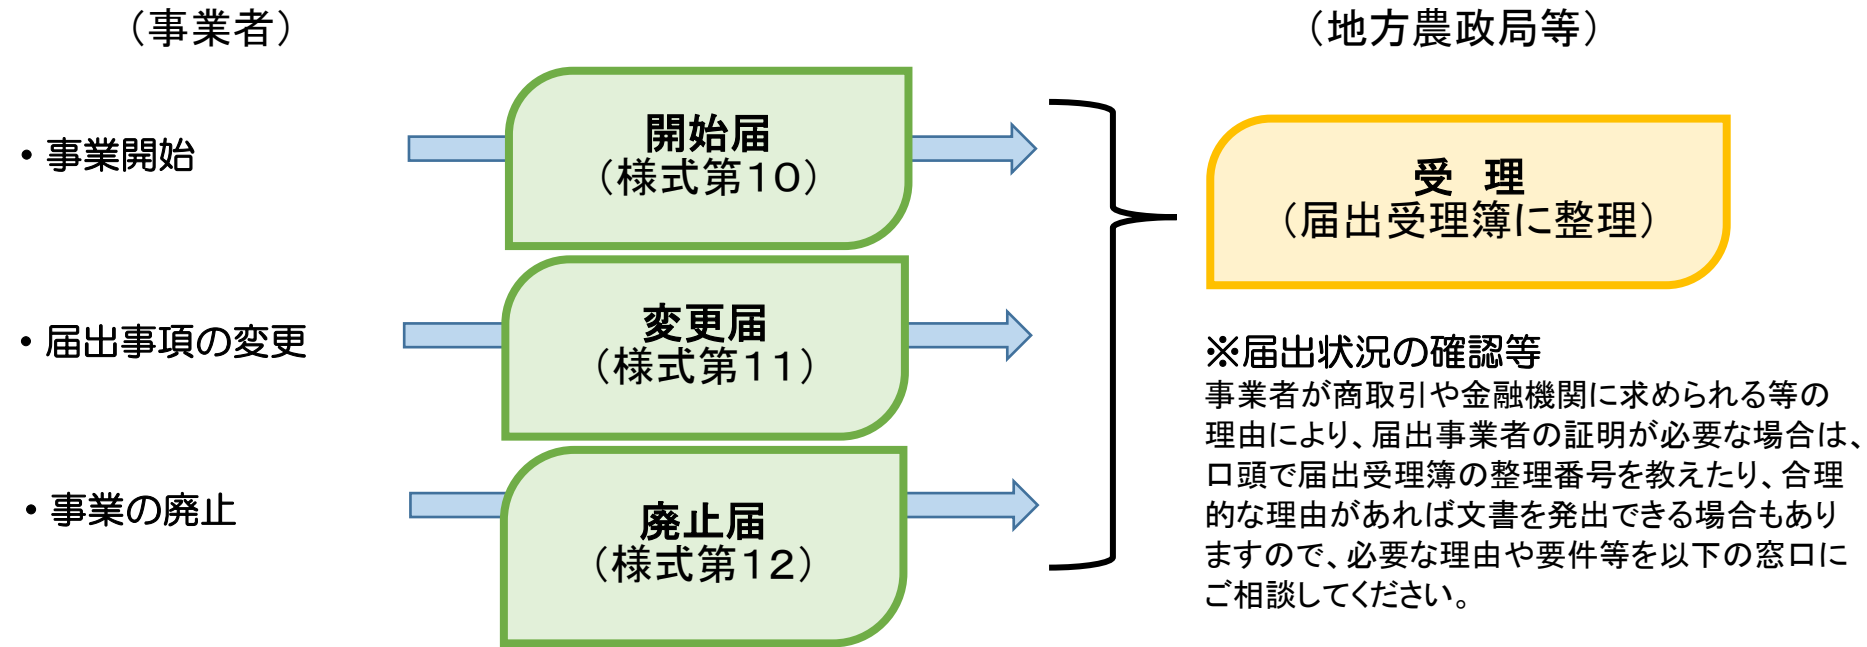 （事業者）
（地方農政局等）
・事業開始
開始届
（様式第１０）
・届出事項の変更
変更届
（様式第１１）
・事業の廃止
廃止届
（様式第１２）
受　理
（届出受理簿に整理）
※届出状況の確認等
事業者が商取引や金融機関に求められる等の
理由により、届出事業者の証明が必要な場合は、
口頭で届出受理簿の整理番号を教えたり、合理
的な理由があれば文書を発出できる場合もあり
ますので、必要な理由や要件等を以下の窓口に
ご相談してください。